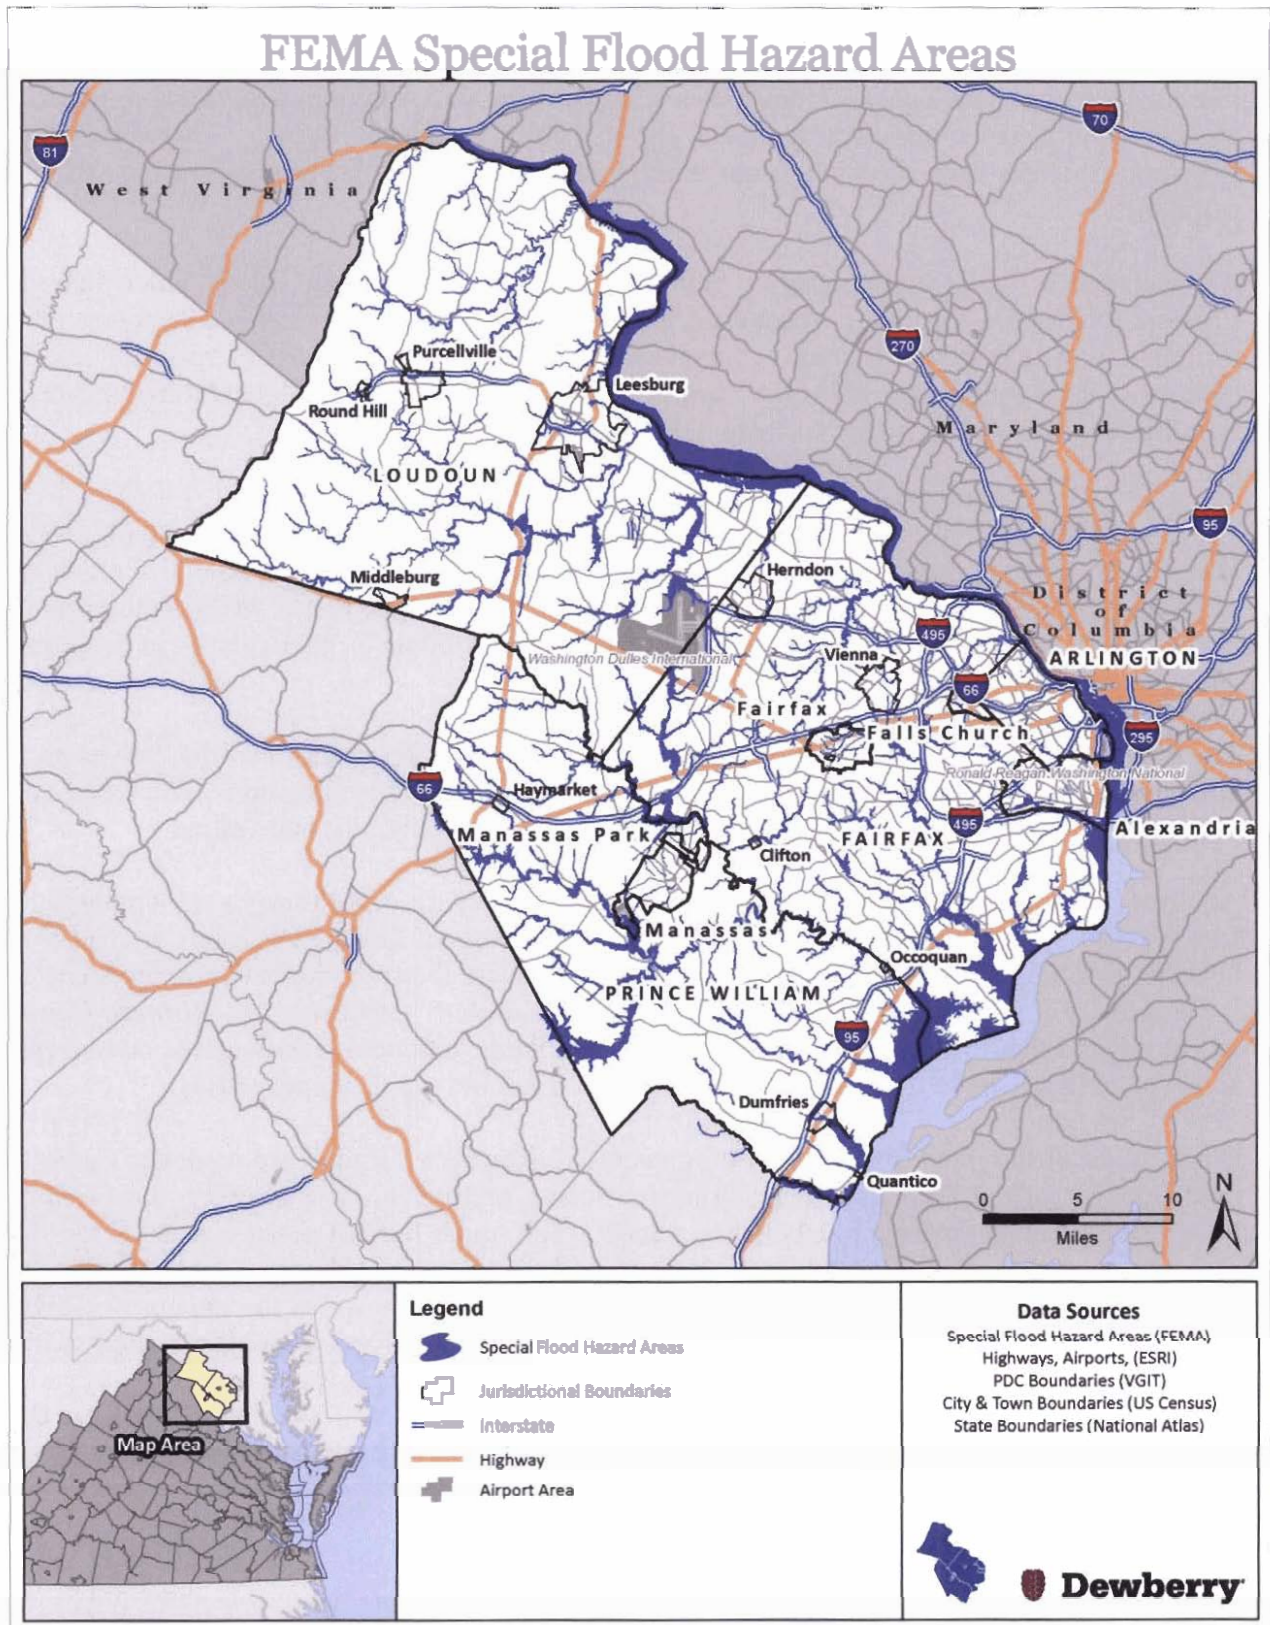 FEMA Special Flood Hazard Areas
81
West Virginia
70
270
Maryland
95
Purcellville
Round Hill
Leesburg
LOUDOUN
Middleburg
Herndon
District
of
Columbia
495
Washington Dulles International
Vienna
ARLINGTON
66
Fairfax
Falls Church
295
Ronald Reagan Washington National
66
Haymarket
Manassas Park
495
Alexandria
FAIRFAX
Clifton
Manassas
Occoquan
PRINCE WILLIAM
95
Dumfries
Quantico
N
0 5 10
Miles
Map Area
Legend
Special Flood Hazard Areas
Jurisdictional Boundaries
Interstate
Highway
Airport Area
Data Sources
Special Flood Hazard Areas (FEMA)
Highways, Airports, (ESRI)
PDC Boundaries (VGIT)
City & Town Boundaries (US Census)
State Boundaries (National Atlas)
Dewberry